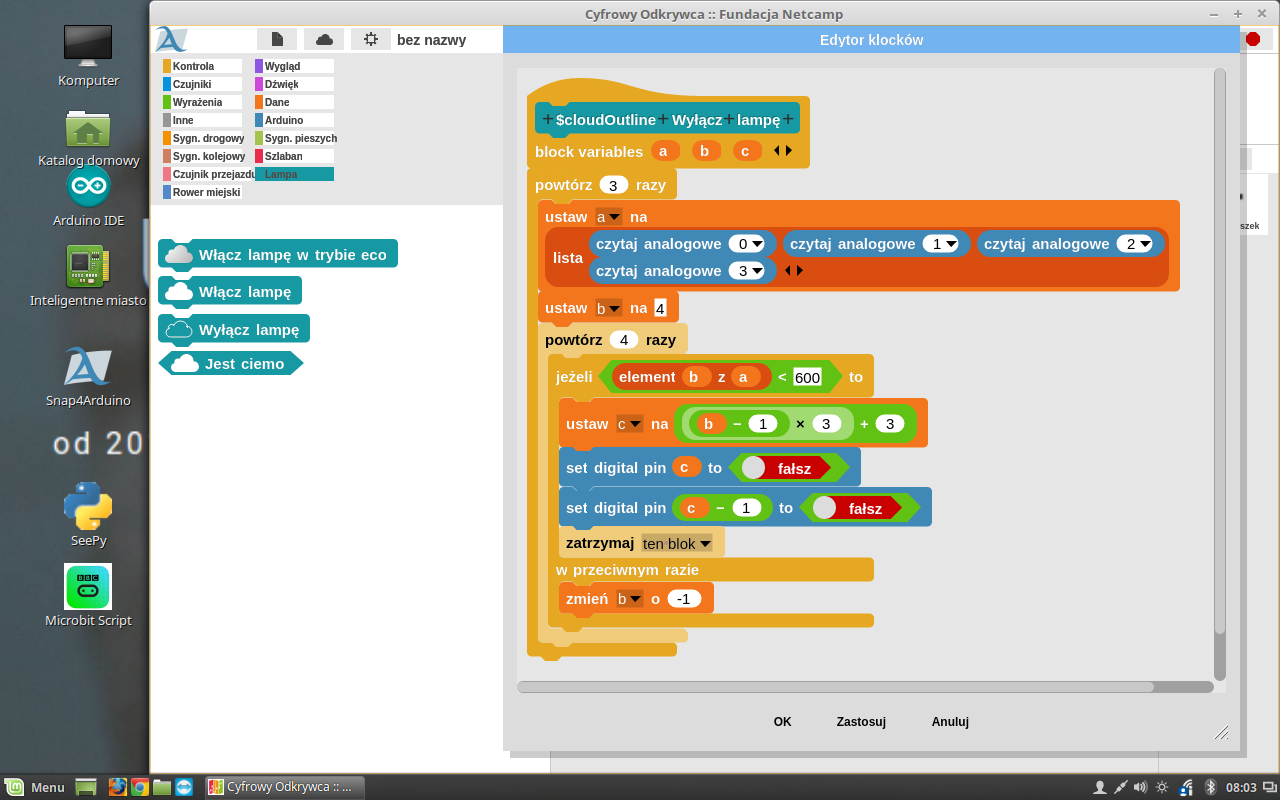 Cyfrowy Odkrywca :: Fundacja Netcamp
Komputer
Katalog domowy
Arduino IDE
Inteligentne miasto
Snap4Arduino
od 20
SeePy
BBC
Microbit Script
bez nazwy
Kontrola
Wygląd
Czujniki
Dźwięk
Wyrażenia
Dane
Inne
Arduino
Sygn. drogowy
Sygn. pieszych
Sygn. kolejowy
Szlaban
Czujnik przejazdu
Lampa
Rower miejski
Włącz lampę w trybie eco
Włącz lampę
Wyłącz lampę
Jest ciemo
Edytor klocków
+ $cloudOutline + Wyłącz + lampę +
block variables a b c
powtórz 3 razy
ustaw a na
lista czytaj analogowe 0 czytaj analogowe 1 czytaj analogowe 2
czytaj analogowe 3
ustaw b na 4
powtórz 4 razy
jeżeli element b z a < 600 to
ustaw c na b − 1 × 3 + 3
set digital pin c to fałsz
set digital pin c − 1 to fałsz
zatrzymaj ten blok
w przeciwnym razie
zmień b o -1
OK Zastosuj Anuluj
szek
Menu
Cyfrowy Odkrywca :: ...
08:03